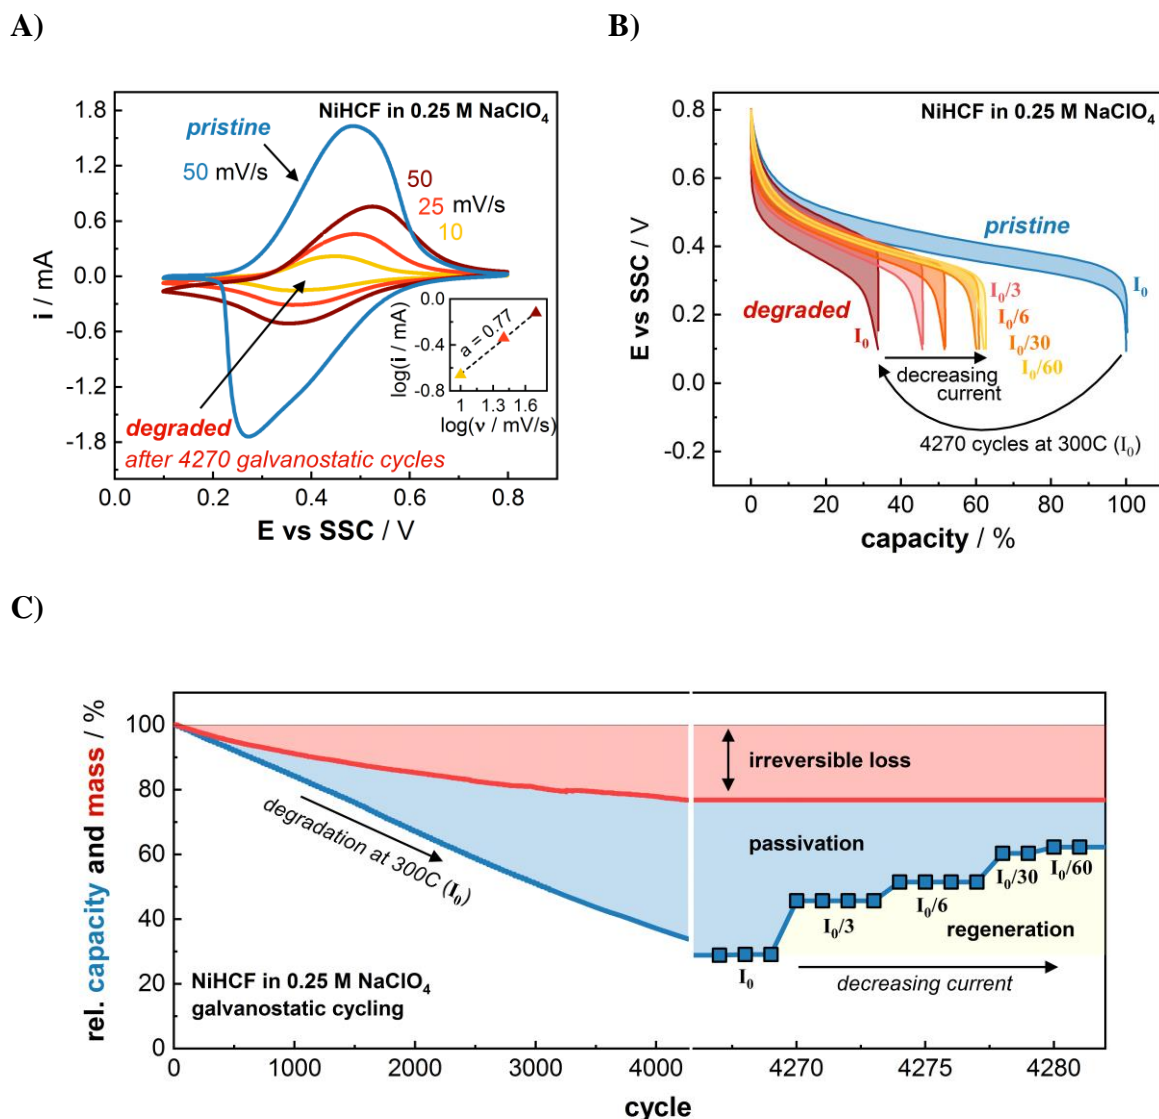 A)
B)
NiHCF in 0.25 M NaClO₄
pristine
50 mV/s
50
25 mV/s
10
1.8
1.2
0.6
0.0
-0.6
-1.2
-1.8
i / mA
0.0
-0.4
-0.8
log(i / mA)
a = 0.77
1 1.3 1.6
log(ν / mV/s)
degraded
after 4270 galvanostatic cycles
0.0 0.2 0.4 0.6 0.8
E vs SSC / V
NiHCF in 0.25 M NaClO₄
0.8
0.6
0.4
0.2
0.0
-0.2
E vs SSC / V
pristine
I₀
degraded
I₀
I₀/3
I₀/6
I₀/30
I₀/60
decreasing
current
4270 cycles at 300C (I₀)
0 20 40 60 80 100
capacity / %
C)
100
80
60
40
20
0
rel. capacity and mass / %
irreversible loss
degradation at 300C (I₀)
passivation
I₀
I₀/3
I₀/6
I₀/30
I₀/60
regeneration
decreasing current
NiHCF in 0.25 M NaClO₄
galvanostatic cycling
0 1000 2000 3000 4000 4270 4275 4280
cycle